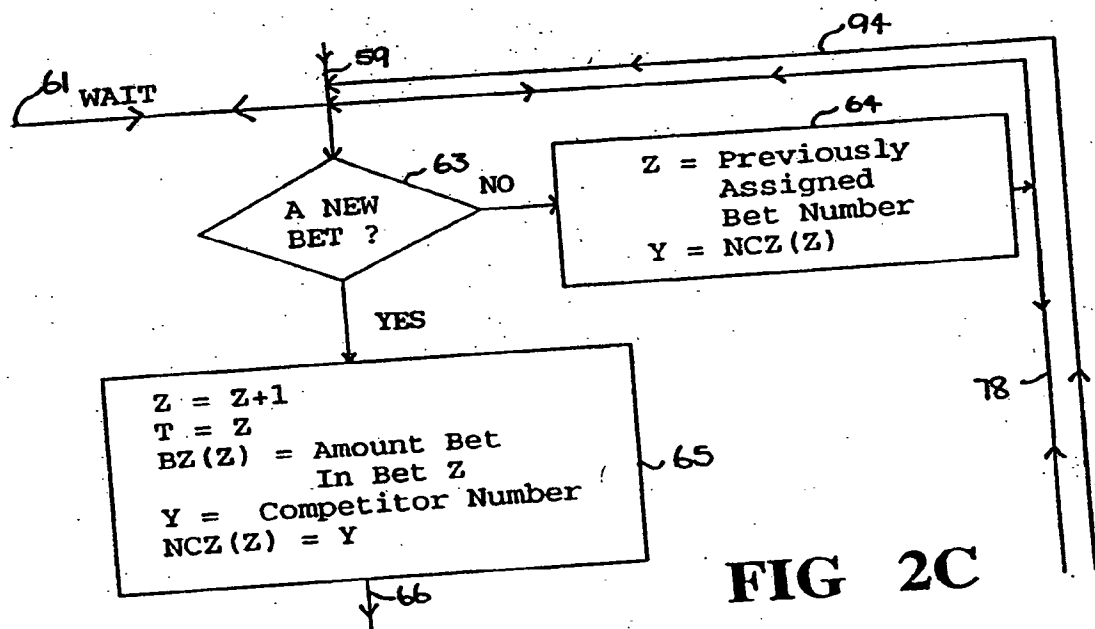 94
59
61
WAIT
64
63
NO
Z = Previously
Assigned
Bet Number
Y = NCZ(Z)
A NEW
BET ?
YES
78
Z = Z+1
T = Z
BZ(Z) = Amount Bet
In Bet Z
Y = Competitor Number
NCZ(Z) = Y
65
66
FIG 2C